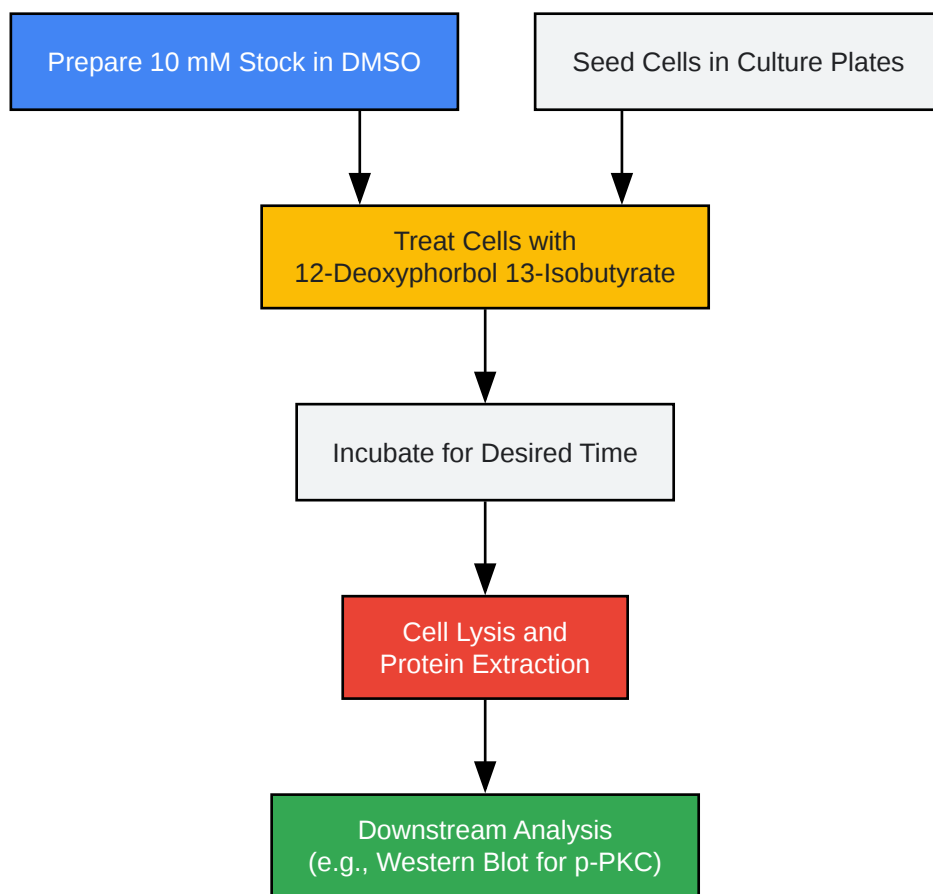 Prepare 10 mM Stock in DMSO
Seed Cells in Culture Plates
Treat Cells with
12-Deoxyphorbol 13-Isobutyrate
Incubate for Desired Time
Cell Lysis and
Protein Extraction
Downstream Analysis
(e.g., Western Blot for p-PKC)